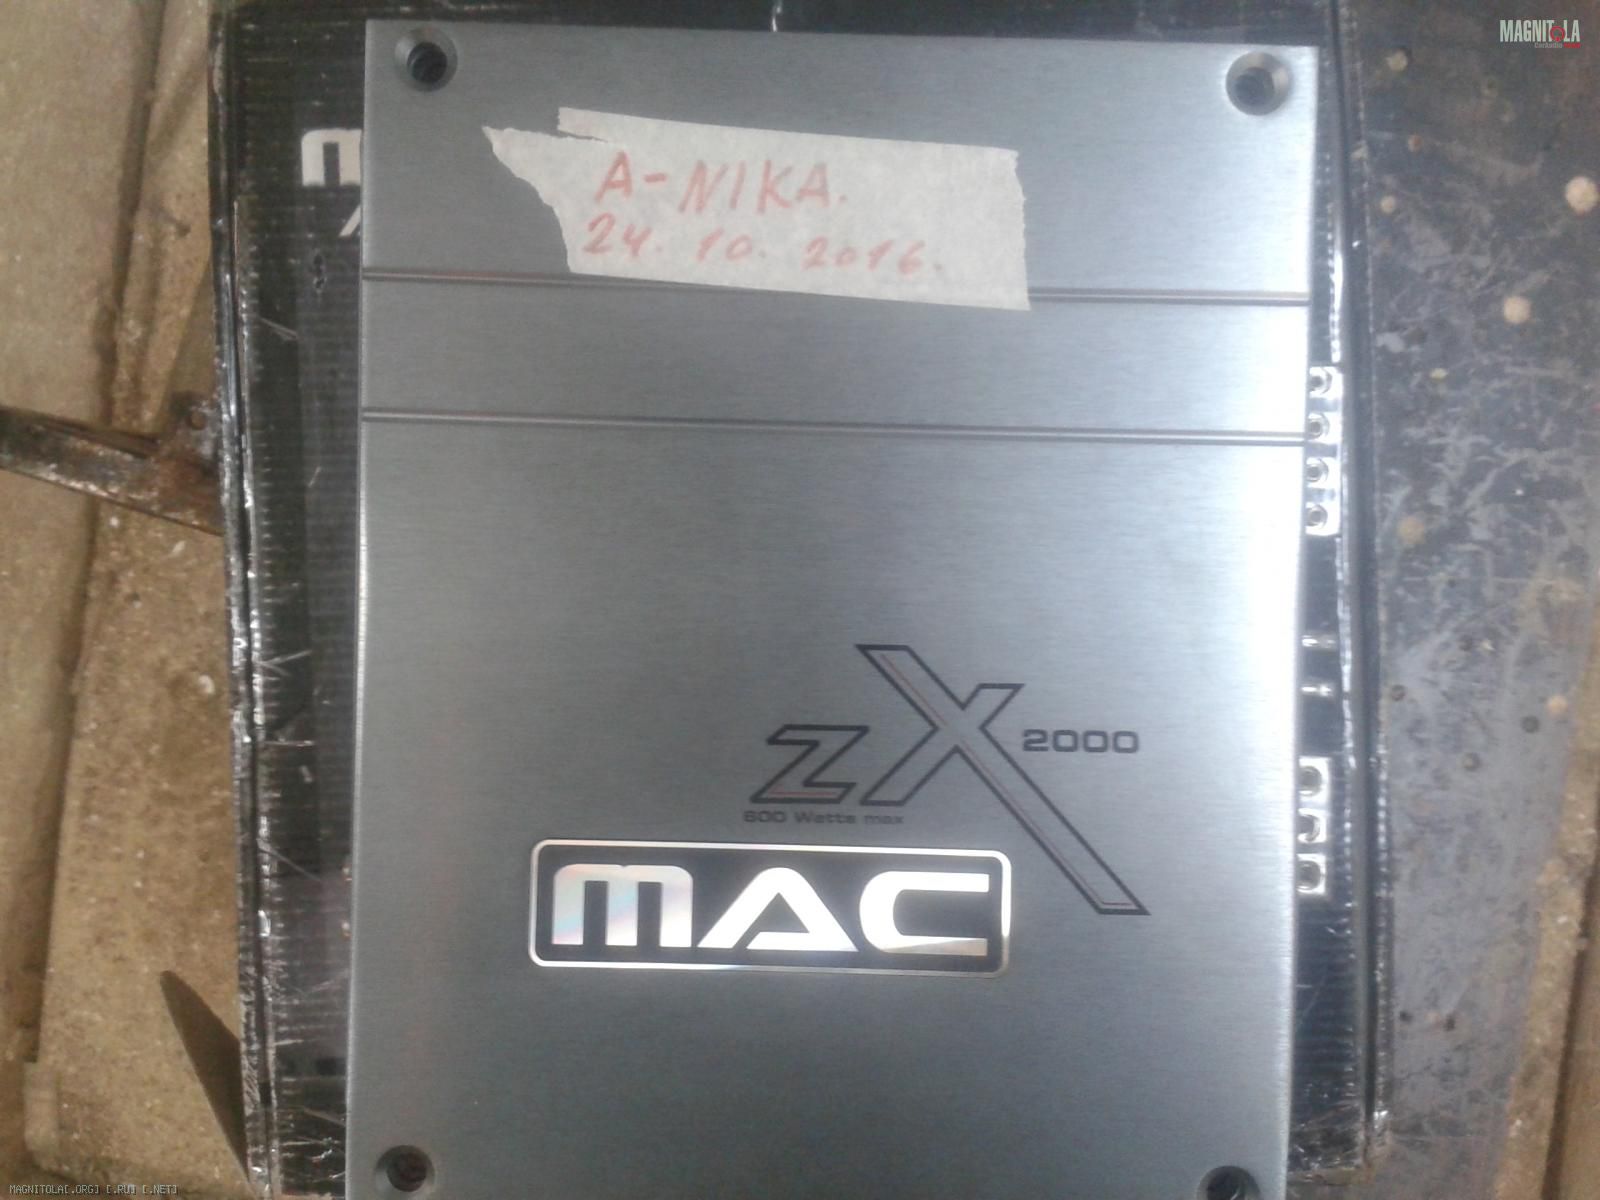 MAGNITOLA
A-NIKA.
24. 10. 2016.
zX 2000
600 Watts max
MAC
MAGNITOLA[.ORG] [.RU] [.NET]